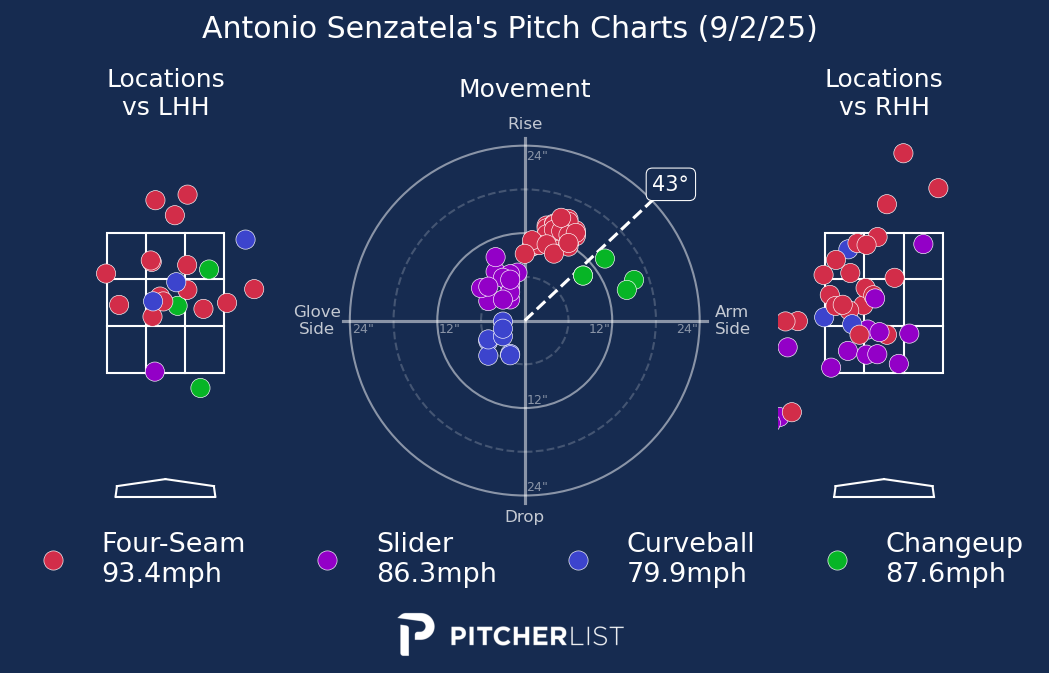 Antonio Senzatela's Pitch Charts (9/2/25)
Locations
vs LHH
Movement
Locations
vs RHH
Rise
24"
43°
Glove
Side
24"
12"
12"
24"
Arm
Side
12"
24"
Drop
Four-Seam
93.4mph
Slider
86.3mph
Curveball
79.9mph
Changeup
87.6mph
PITCHERLIST